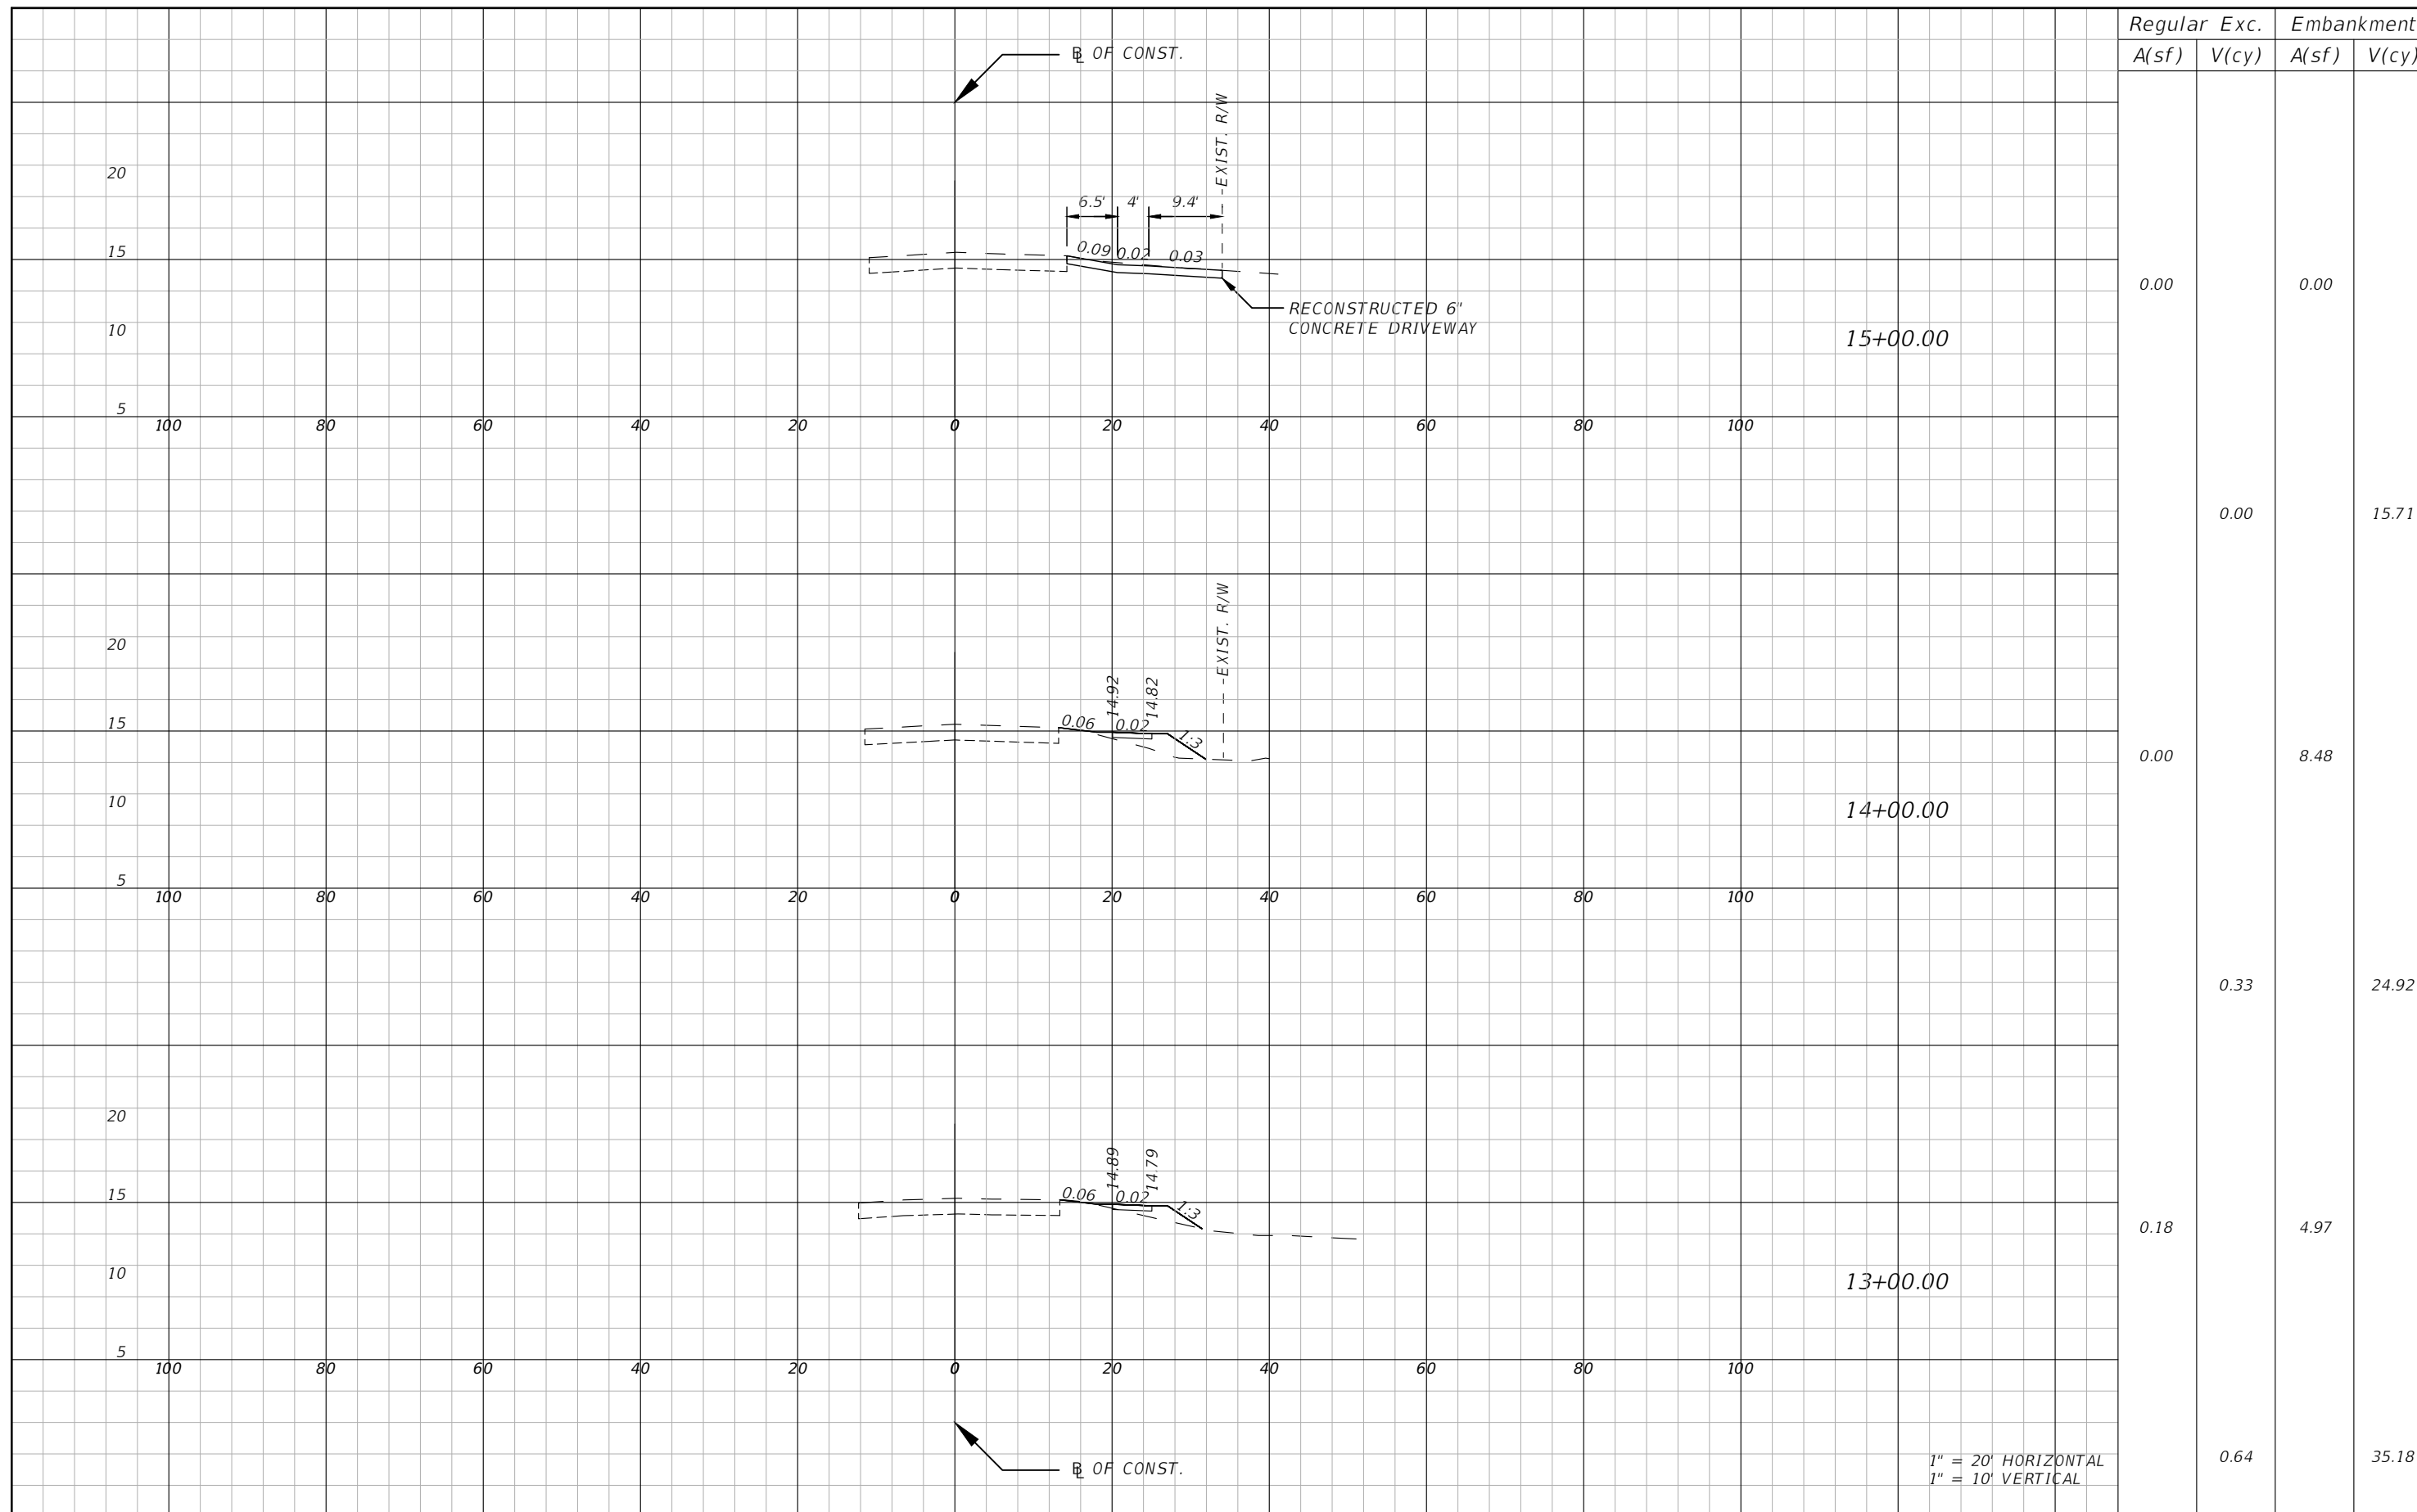 Regular Exc. Embankment
A(sf) V(cy) A(sf) V(cy)
℄ OF CONST.
EXIST. R/W
20
6.5' 4' 9.4'
15
0.09 0.02 0.03
0.00 0.00
RECONSTRUCTED 6"
CONCRETE DRIVEWAY
10
15+00.00
5
100 80 60 40 20 0 20 40 60 80 100
0.00 15.71
EXIST. R/W
20
14.92 14.82
15
0.06 0.02 1:3
0.00 8.48
10
14+00.00
5
100 80 60 40 20 0 20 40 60 80 100
0.33 24.92
20
14.89 14.79
15
0.06 0.02 1:3
0.18 4.97
10
13+00.00
5
100 80 60 40 20 0 20 40 60 80 100
℄ OF CONST.
0.64 35.18
1" = 20' HORIZONTAL
1" = 10' VERTICAL